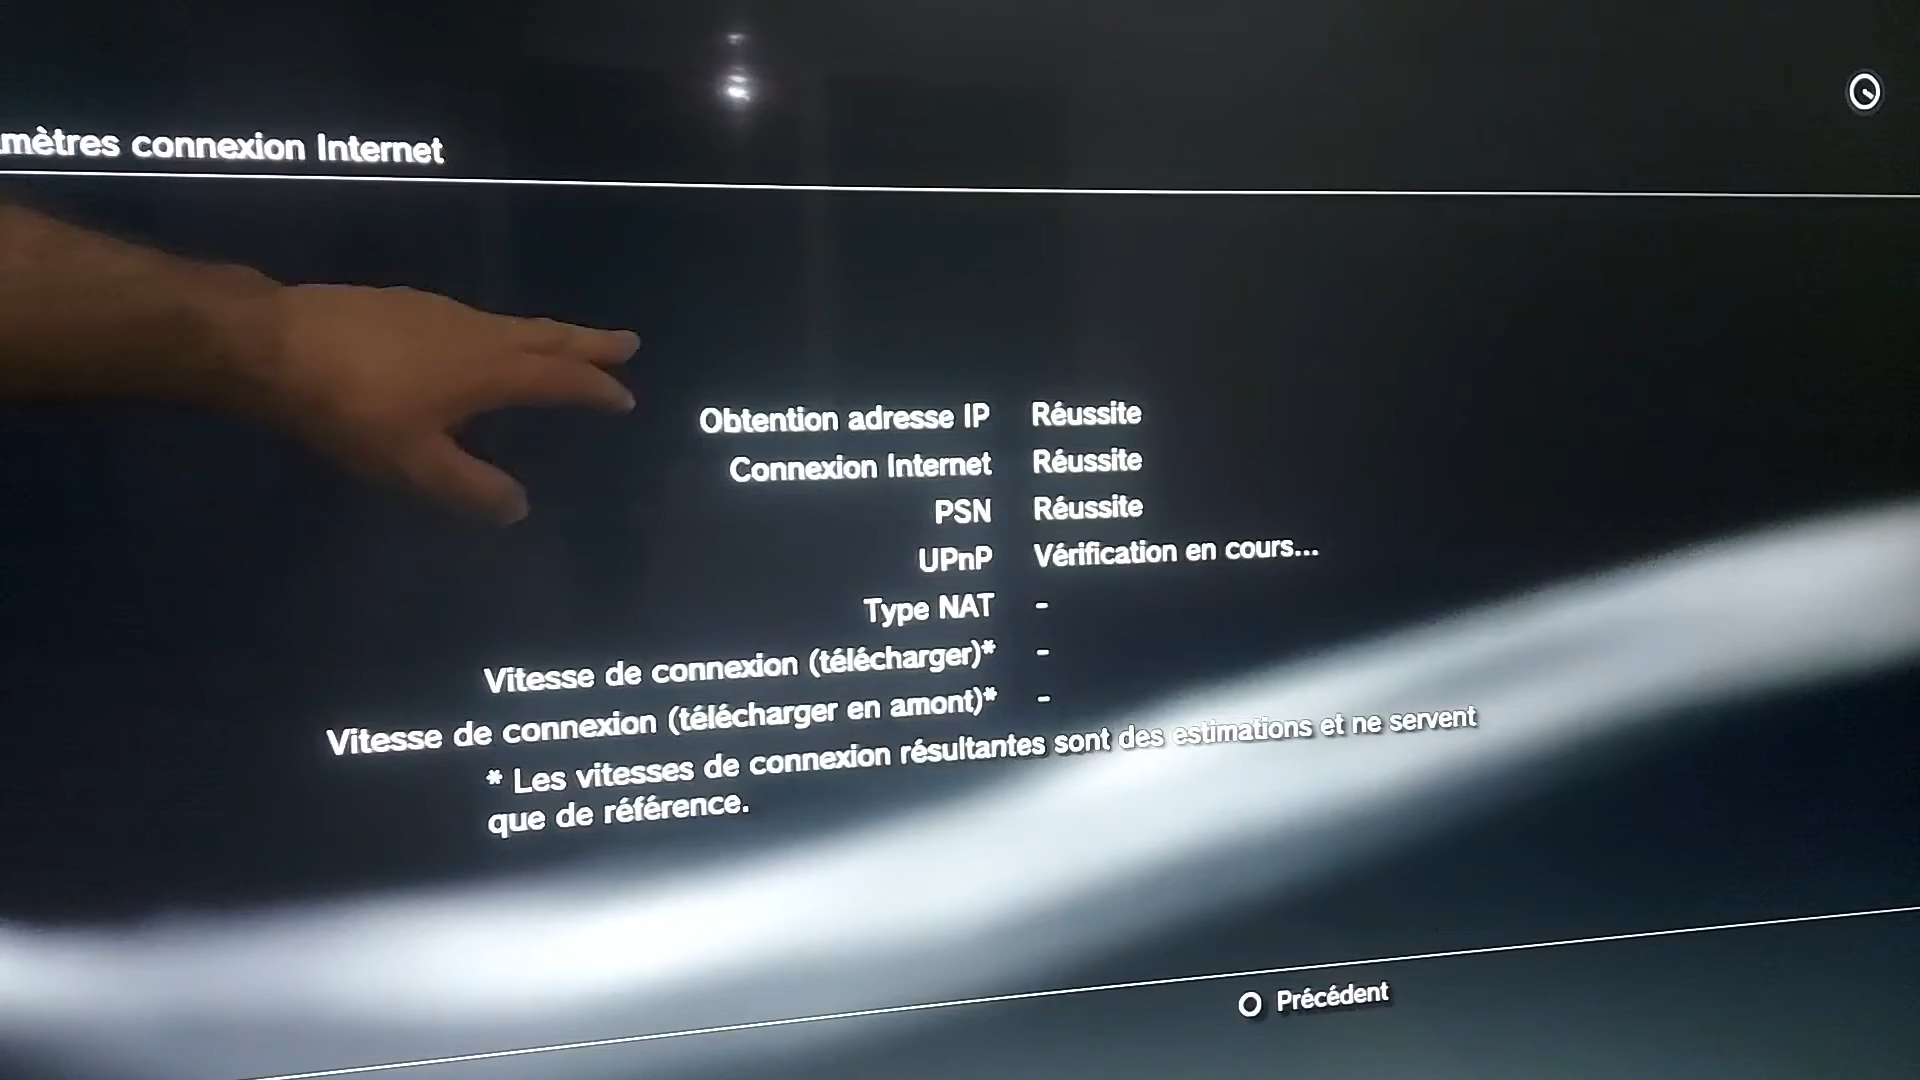 mètres connexion Internet
Obtention adresse IP Réussite
Connexion Internet Réussite
PSN Réussite
UPnP Vérification en cours...
Type NAT -
Vitesse de connexion (télécharger)* -
Vitesse de connexion (télécharger en amont)* -
* Les vitesses de connexion résultantes sont des estimations et ne servent
que de référence.
Précédent